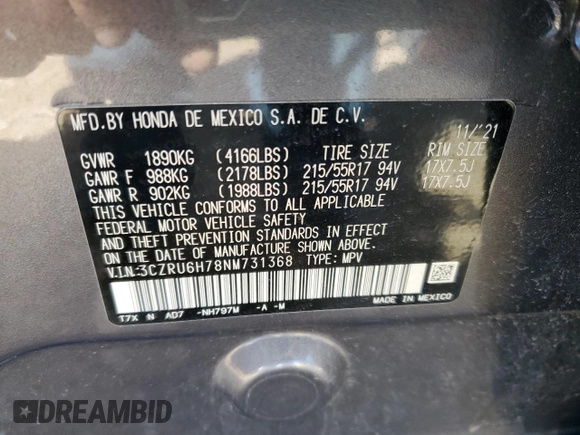 MFD.BY HONDA DE MEXICO S.A. DE C.V.
11/'21
GVWR 1890KG (4166LBS) TIRE SIZE RIM SIZE
GAWR F 988KG (2178LBS) 215/55R17 94V 17X7.5J
GAWR R 902KG (1988LBS) 215/55R17 94V 17X7.5J
THIS VEHICLE CONFORMS TO ALL APPLICABLE
FEDERAL MOTOR VEHICLE SAFETY
AND THEFT PREVENTION STANDARDS IN EFFECT
ON THE DATE OF MANUFACTURE SHOWN ABOVE.
V.I.N:3CZRU6H78NM731368 TYPE: MPV
MADE IN MEXICO
T7X N AD7 -NH797M -A -M
DREAMBID